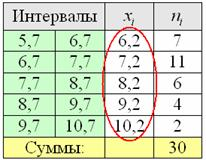 Интервалы xᵢ nᵢ
5,7 6,7 6,2 7
6,7 7,7 7,2 11
7,7 8,7 8,2 6
8,7 9,7 9,2 4
9,7 10,7 10,2 2
Суммы: 30